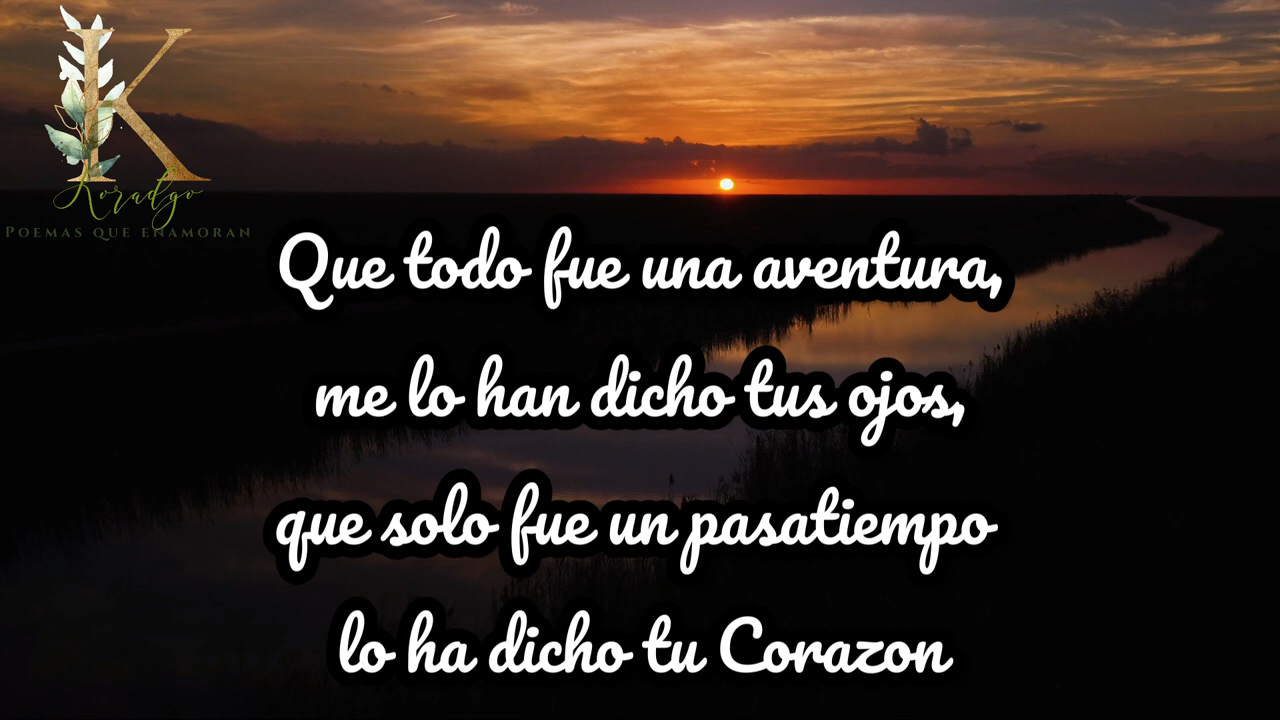 K
Koradgo
POEMAS QUE ENAMORAN
Que todo fue una aventura,
me lo han dicho tus ojos,
que solo fue un pasatiempo
lo ha dicho tu Corazon